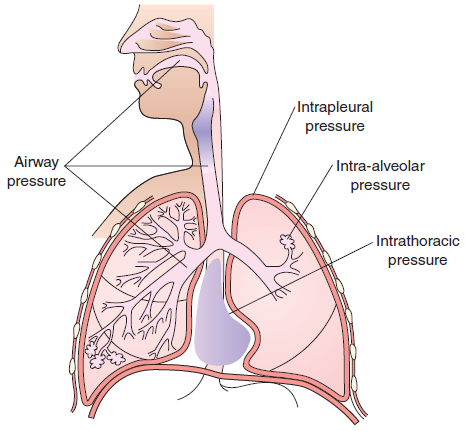 Intrapleural
pressure
Airway
pressure
Intra-alveolar
pressure
Intrathoracic
pressure